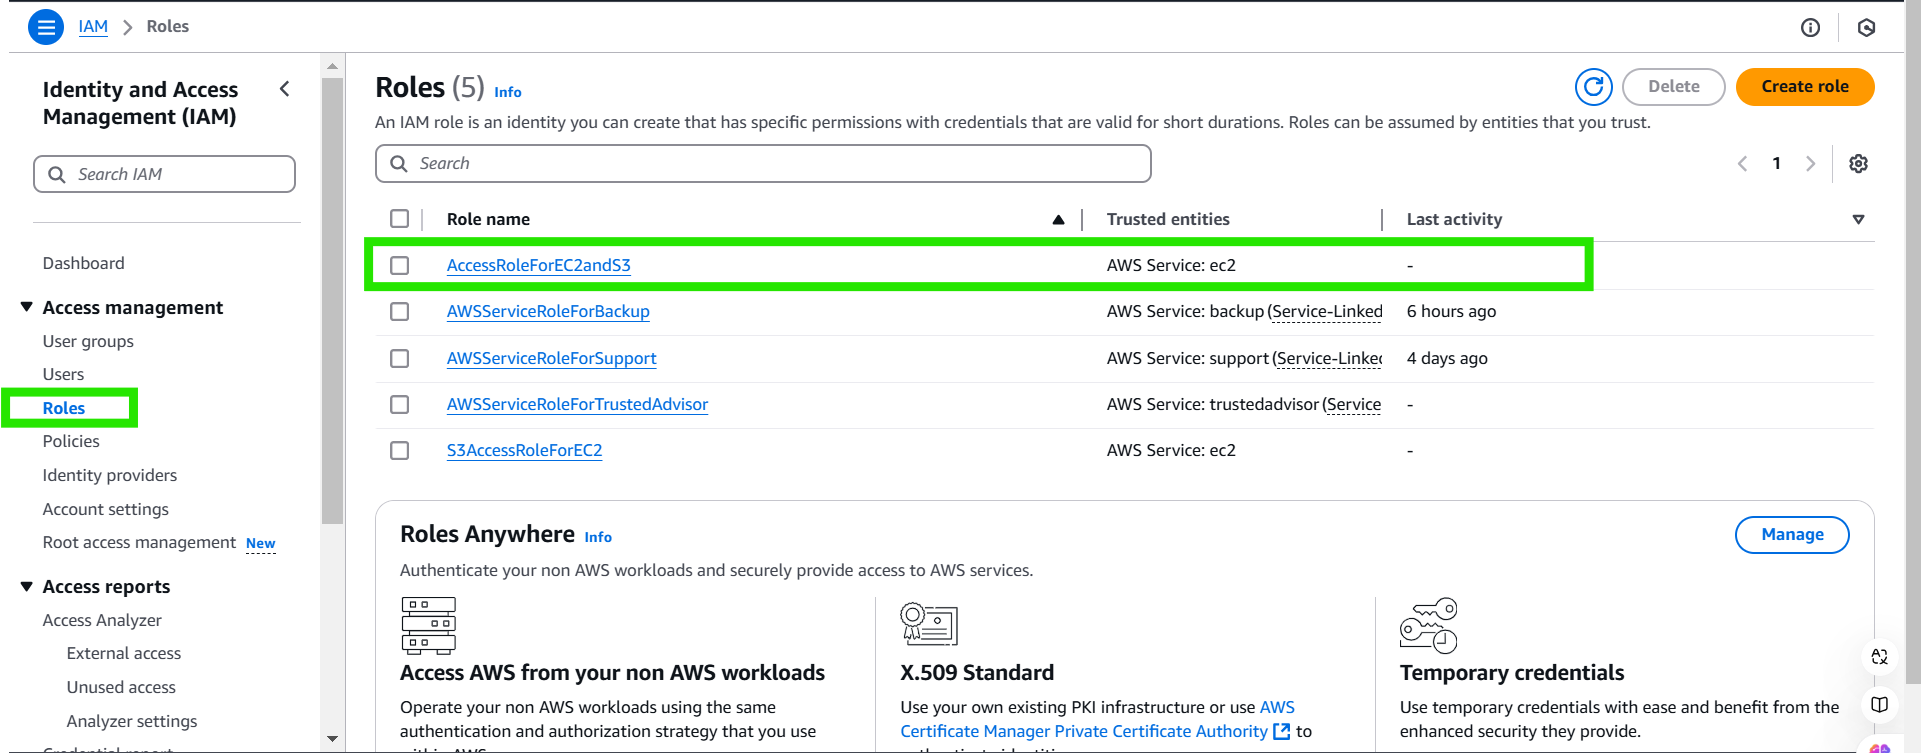 IAM > Roles
Identity and Access
Management (IAM)
Search IAM
Dashboard
Access management
User groups
Users
Roles
Policies
Identity providers
Account settings
Root access management New
Access reports
Access Analyzer
External access
Unused access
Analyzer settings
Credential report
Roles (5) Info
Delete
Create role
An IAM role is an identity you can create that has specific permissions with credentials that are valid for short durations. Roles can be assumed by entities that you trust.
Search
1
Role name Trusted entities Last activity
AccessRoleForEC2andS3 AWS Service: ec2 -
AWSServiceRoleForBackup AWS Service: backup (Service-Linked 6 hours ago
AWSServiceRoleForSupport AWS Service: support (Service-Linked 4 days ago
AWSServiceRoleForTrustedAdvisor AWS Service: trustedadvisor (Service -
S3AccessRoleForEC2 AWS Service: ec2 -
Roles Anywhere Info
Manage
Authenticate your non AWS workloads and securely provide access to AWS services.
Access AWS from your non AWS workloads
Operate your non AWS workloads using the same
authentication and authorization strategy that you use
within AWS.
X.509 Standard
Use your own existing PKI infrastructure or use AWS
Certificate Manager Private Certificate Authority to
authenticate identities.
Temporary credentials
Use temporary credentials with ease and benefit from the
enhanced security they provide.